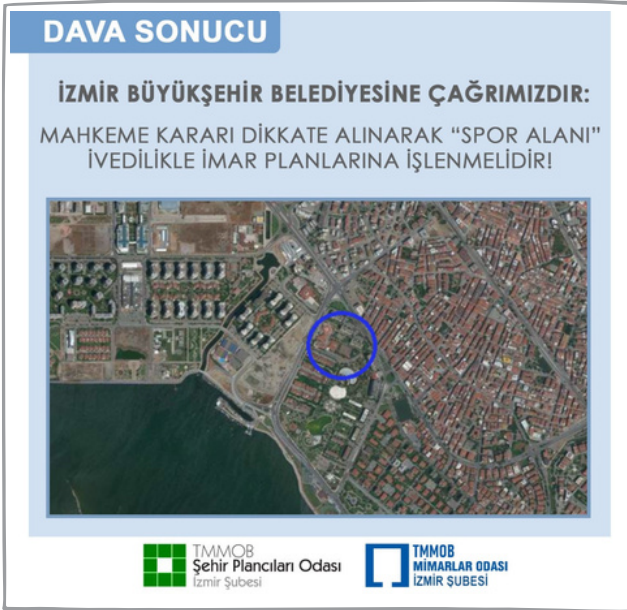 DAVA SONUCU
İZMİR BÜYÜKŞEHİR BELEDİYESİNE ÇAĞRIMIZDIR:
MAHKEME KARARI DİKKATE ALINARAK “SPOR ALANI”
İVEDİLİKLE İMAR PLANLARINA İŞLENMELİDİR!
TMMOB
Şehir Plancıları Odası
İzmir Şubesi
TMMOB
MİMARLAR ODASI
İZMİR ŞUBESİ